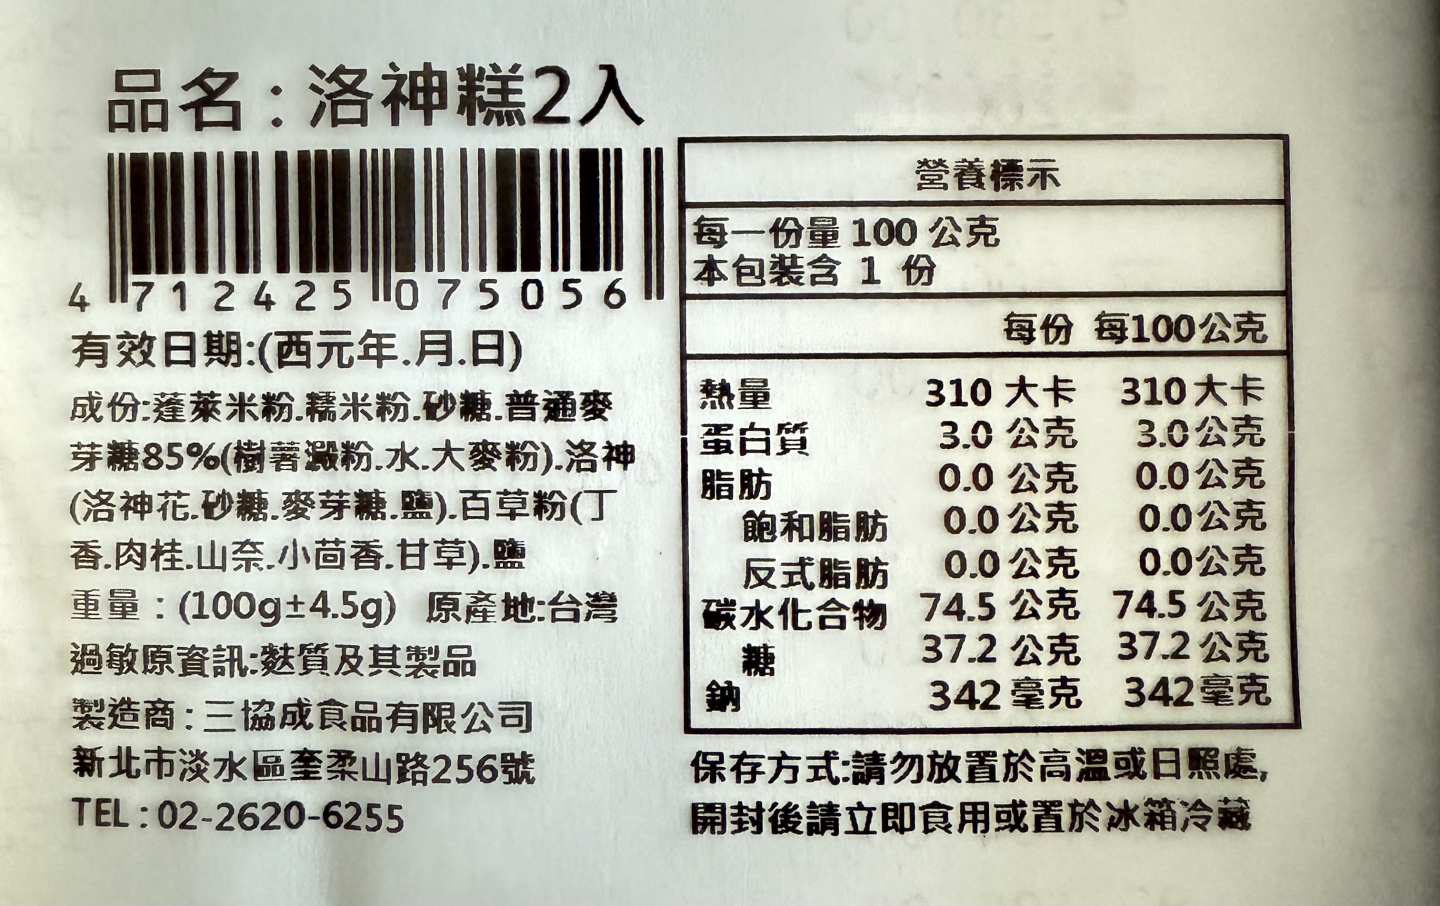 品名：洛神糕2入
4 712425 075056
有效日期:(西元年.月.日)
成份:蓬萊米粉.糯米粉.砂糖.普通麥
芽糖85%(樹薯澱粉.水.大麥粉).洛神
(洛神花.砂糖.麥芽糖.鹽).百草粉(丁
香.肉桂.山奈.小茴香.甘草).鹽
重量：(100g±4.5g) 原產地:台灣
過敏原資訊:麩質及其製品
製造商：三協成食品有限公司
新北市淡水區奎柔山路256號
TEL：02-2620-6255
營養標示
每一份量 100 公克
本包裝含 1 份
每份 每100公克
熱量 310 大卡 310 大卡
蛋白質 3.0 公克 3.0 公克
脂肪 0.0 公克 0.0 公克
飽和脂肪 0.0 公克 0.0 公克
反式脂肪 0.0 公克 0.0 公克
碳水化合物 74.5 公克 74.5 公克
糖 37.2 公克 37.2 公克
鈉 342 毫克 342 毫克
保存方式:請勿放置於高溫或日照處,
開封後請立即食用或置於冰箱冷藏